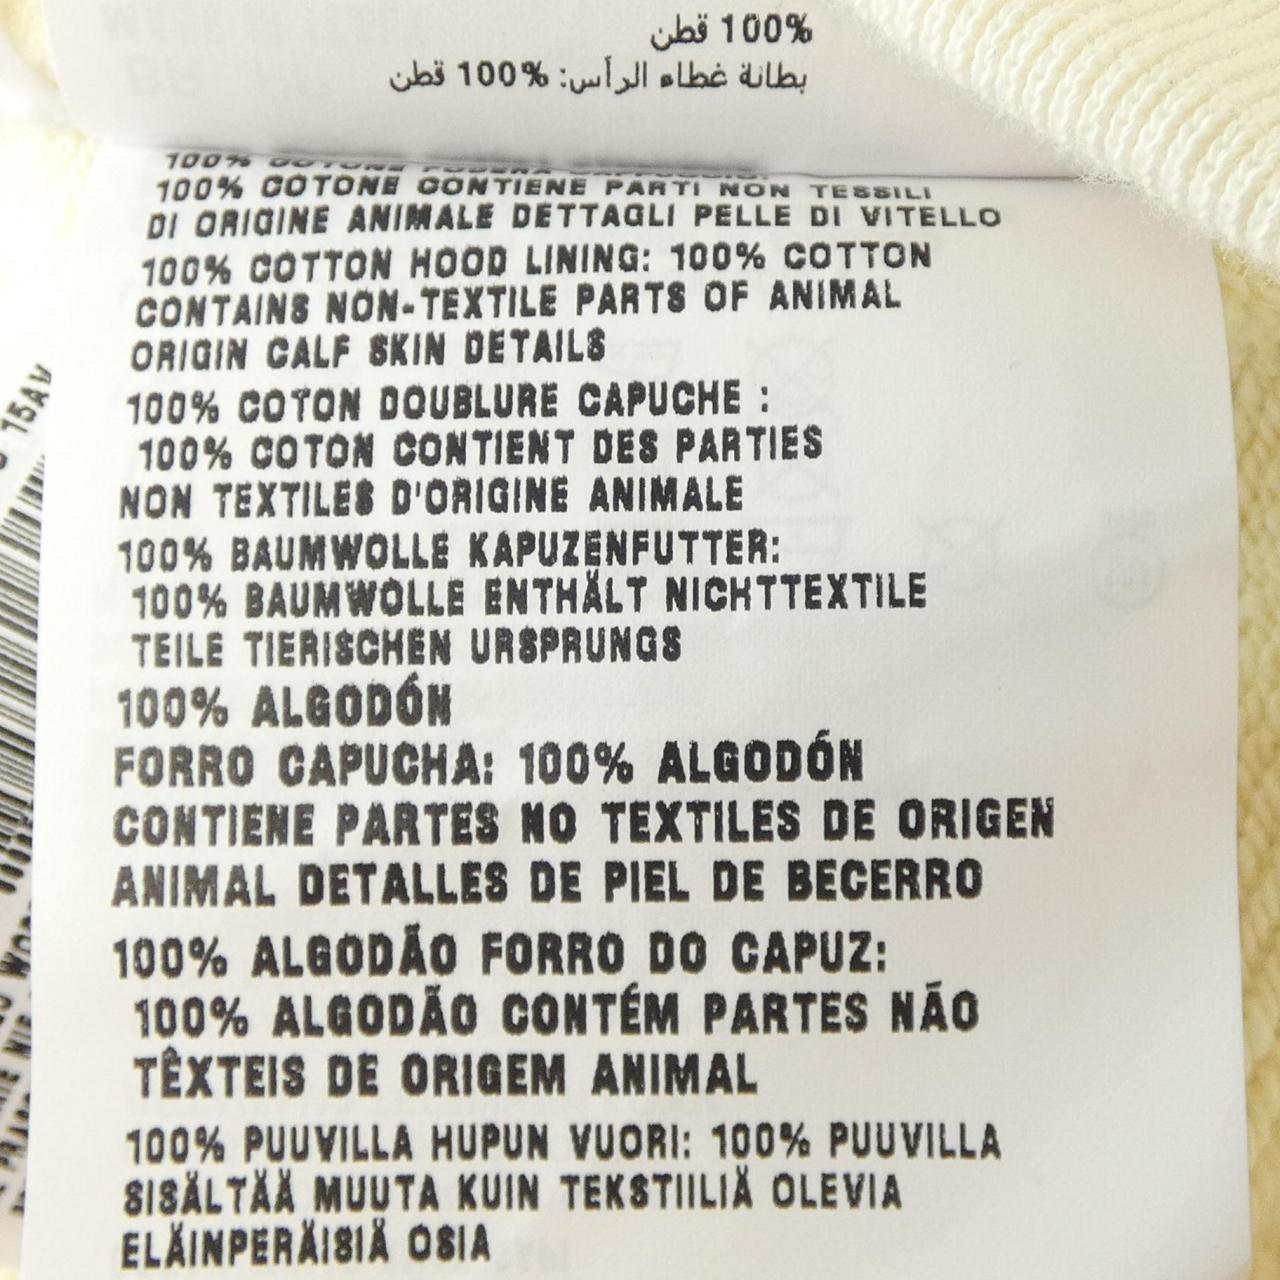 100% قطن
بطانة غطاء الرأس: 100% قطن
100% COTONE FODERA CAPPUCCIO:
100% COTONE CONTIENE PARTI NON TESSILI
DI ORIGINE ANIMALE DETTAGLI PELLE DI VITELLO
100% COTTON HOOD LINING: 100% COTTON
CONTAINS NON-TEXTILE PARTS OF ANIMAL
ORIGIN CALF SKIN DETAILS
100% COTON DOUBLURE CAPUCHE :
100% COTON CONTIENT DES PARTIES
NON TEXTILES D'ORIGINE ANIMALE
100% BAUMWOLLE KAPUZENFUTTER:
100% BAUMWOLLE ENTHÄLT NICHTTEXTILE
TEILE TIERISCHEN URSPRUNGS
100% ALGODÓN
FORRO CAPUCHA: 100% ALGODÓN
CONTIENE PARTES NO TEXTILES DE ORIGEN
ANIMAL DETALLES DE PIEL DE BECERRO
100% ALGODÃO FORRO DO CAPUZ:
100% ALGODÃO CONTÉM PARTES NÃO
TÊXTEIS DE ORIGEM ANIMAL
100% PUUVILLA HUPUN VUORI: 100% PUUVILLA
SISÄLTÄÄ MUUTA KUIN TEKSTIILIÄ OLEVIA
ELÄINPERÄISIÄ OSIA
15AV